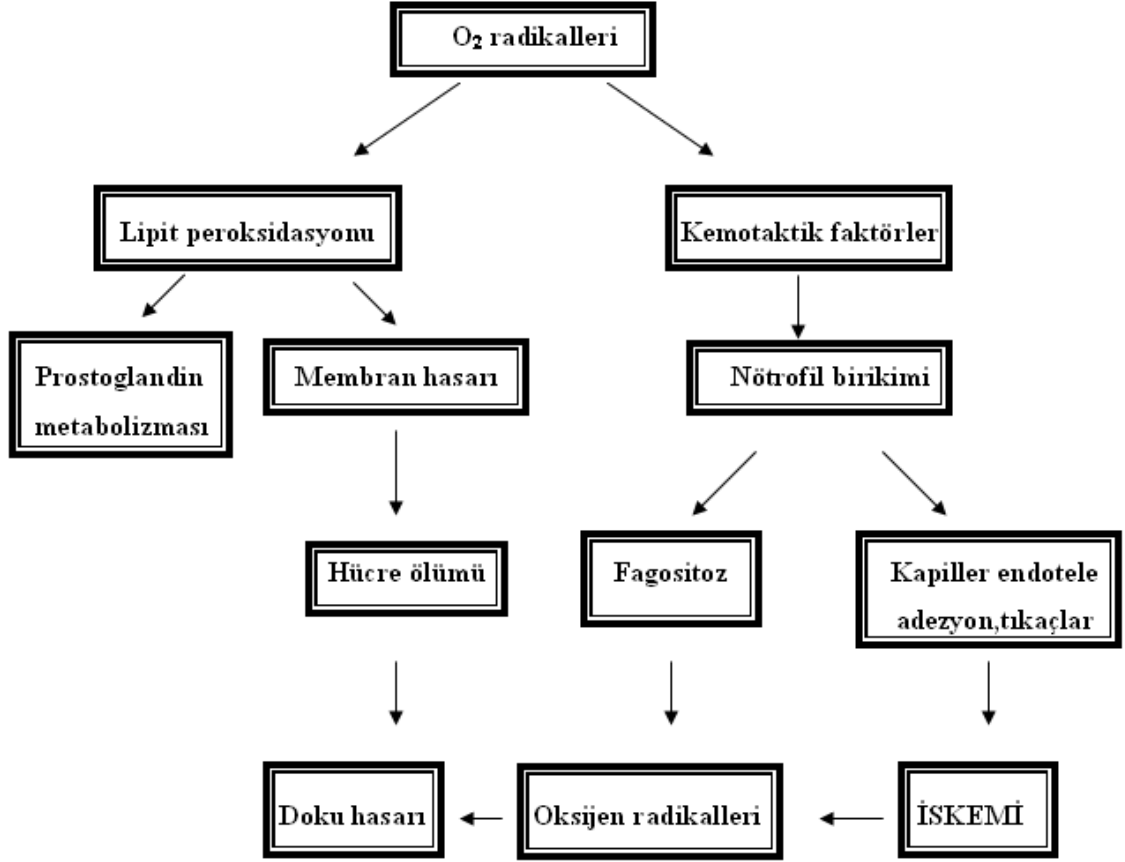 O₂ radikalleri
Lipit peroksidasyonu
Kemotaktik faktörler
Prostoglandin
metabolizması
Membran hasarı
Nötrofil birikimi
Hücre ölümü
Fagositoz
Kapiller endotele
adezyon,tıkaçlar
Doku hasarı
Oksijen radikalleri
İSKEMİ